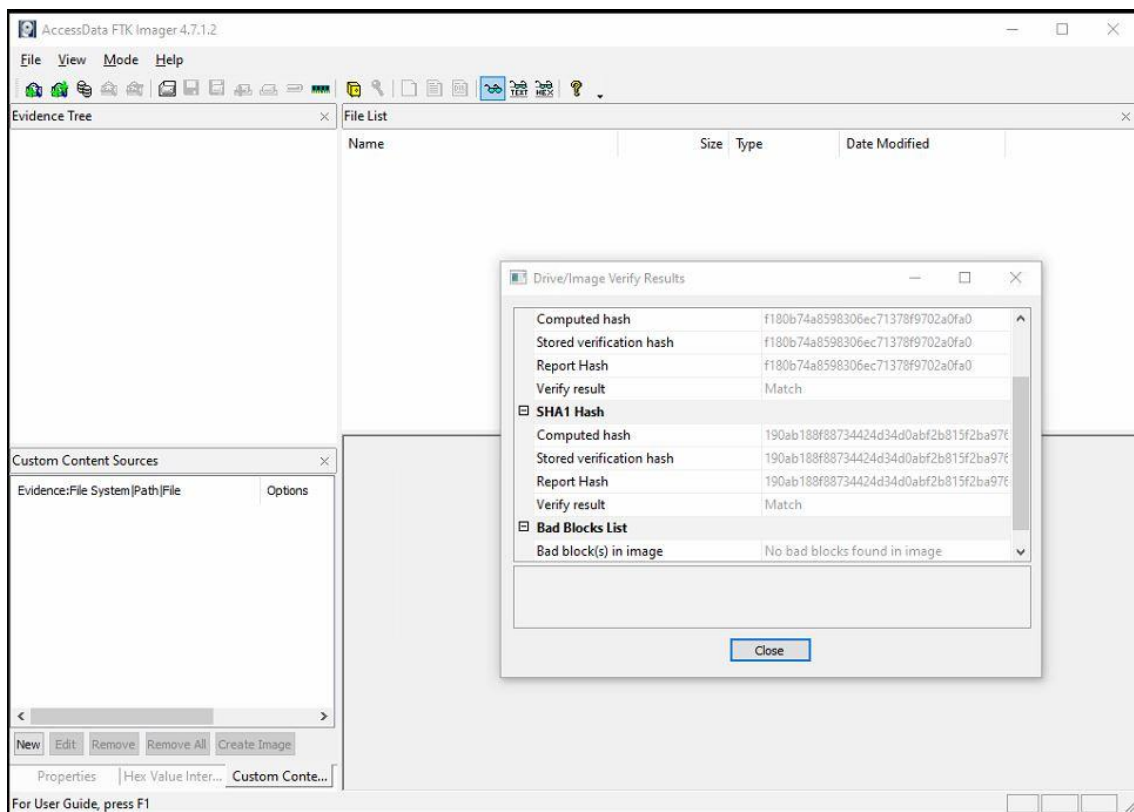 AccessData FTK Imager 4.7.1.2
File View Mode Help
Evidence Tree
File List
Name Size Type Date Modified
Drive/Image Verify Results
Computed hash f180b74a8598306ec71378f9702a0fa0
Stored verification hash f180b74a8598306ec71378f9702a0fa0
Report Hash f180b74a8598306ec71378f9702a0fa0
Verify result Match
SHA1 Hash
Computed hash 190ab188f88734424d34d0abf2b815f2ba976
Stored verification hash 190ab188f88734424d34d0abf2b815f2ba976
Report Hash 190ab188f88734424d34d0abf2b815f2ba976
Verify result Match
Bad Blocks List
Bad block(s) in image No bad blocks found in image
Close
Custom Content Sources
Evidence:File System|Path|File Options
New Edit Remove Remove All Create Image
Properties Hex Value Inter... Custom Conte...
For User Guide, press F1